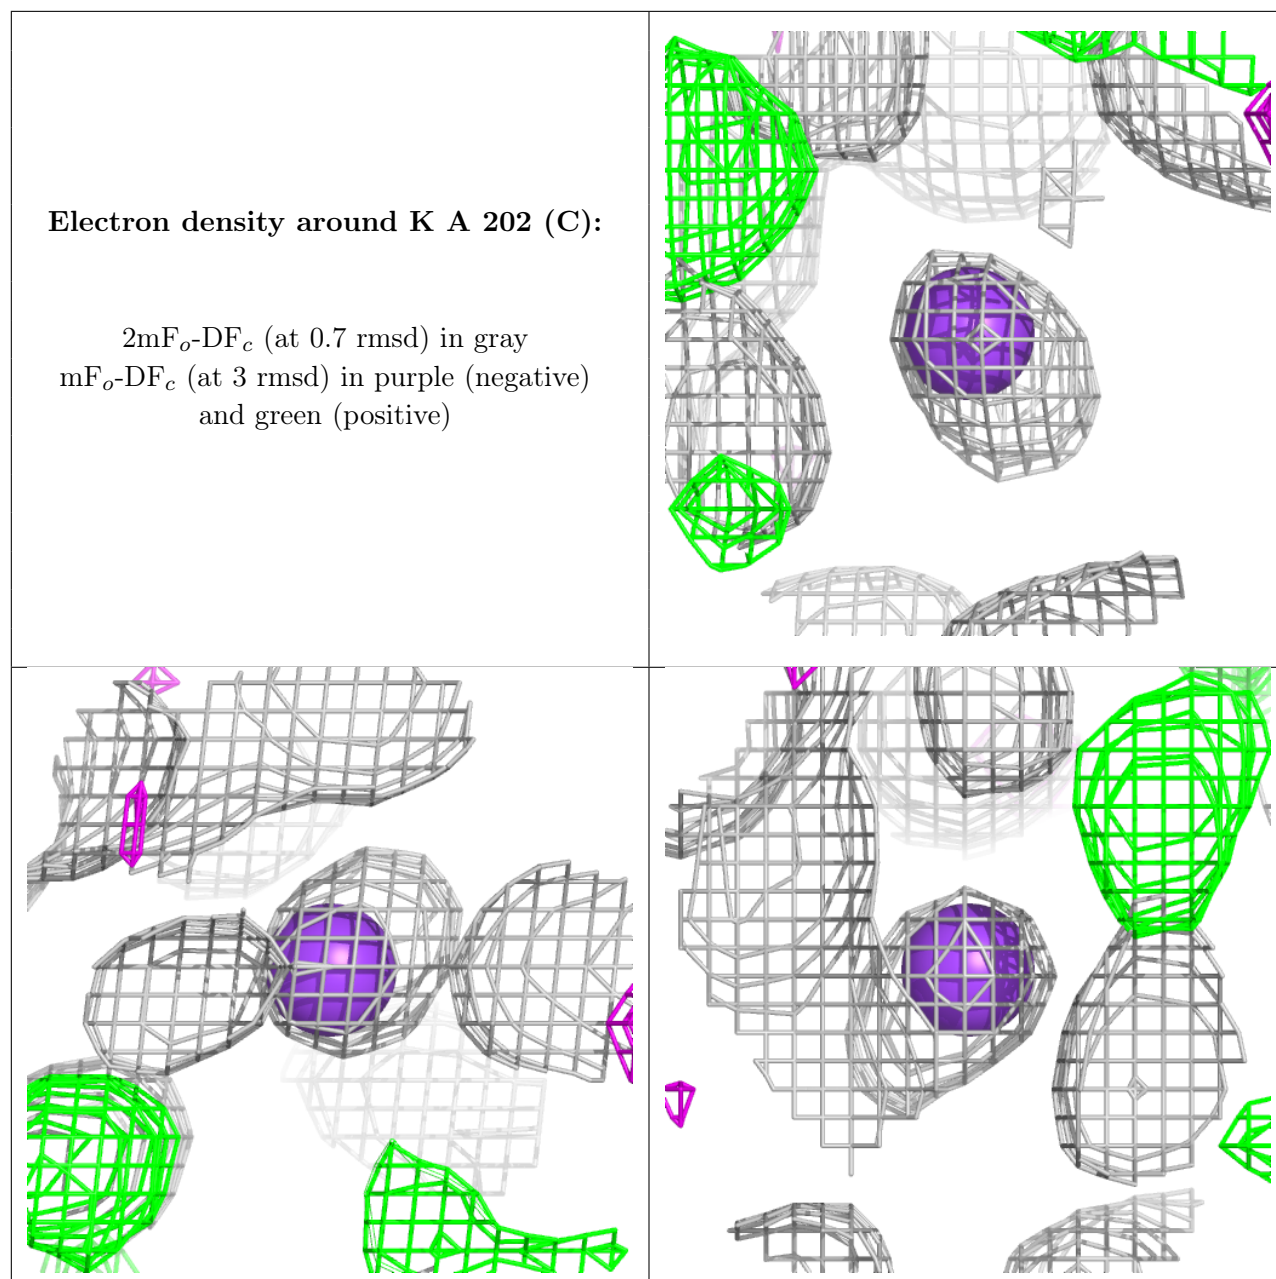 Electron density around K A 202 (C):
2mFo-DFc (at 0.7 rmsd) in gray
mFo-DFc (at 3 rmsd) in purple (negative)
and green (positive)